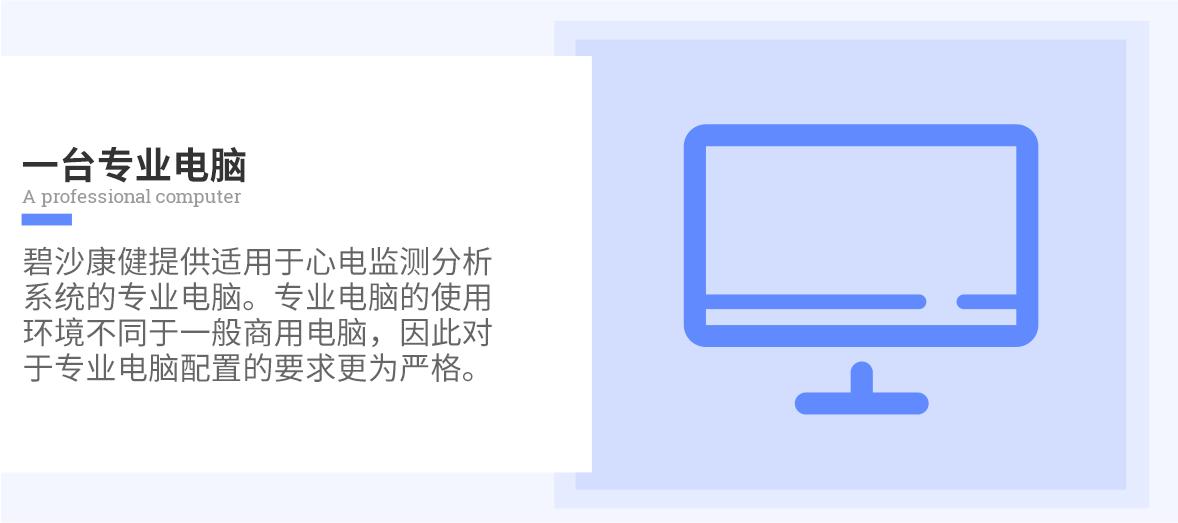 一台专业电脑
A professional computer
碧沙康健提供适用于心电监测分析
系统的专业电脑。专业电脑的使用
环境不同于一般商用电脑，因此对
于专业电脑配置的要求更为严格。